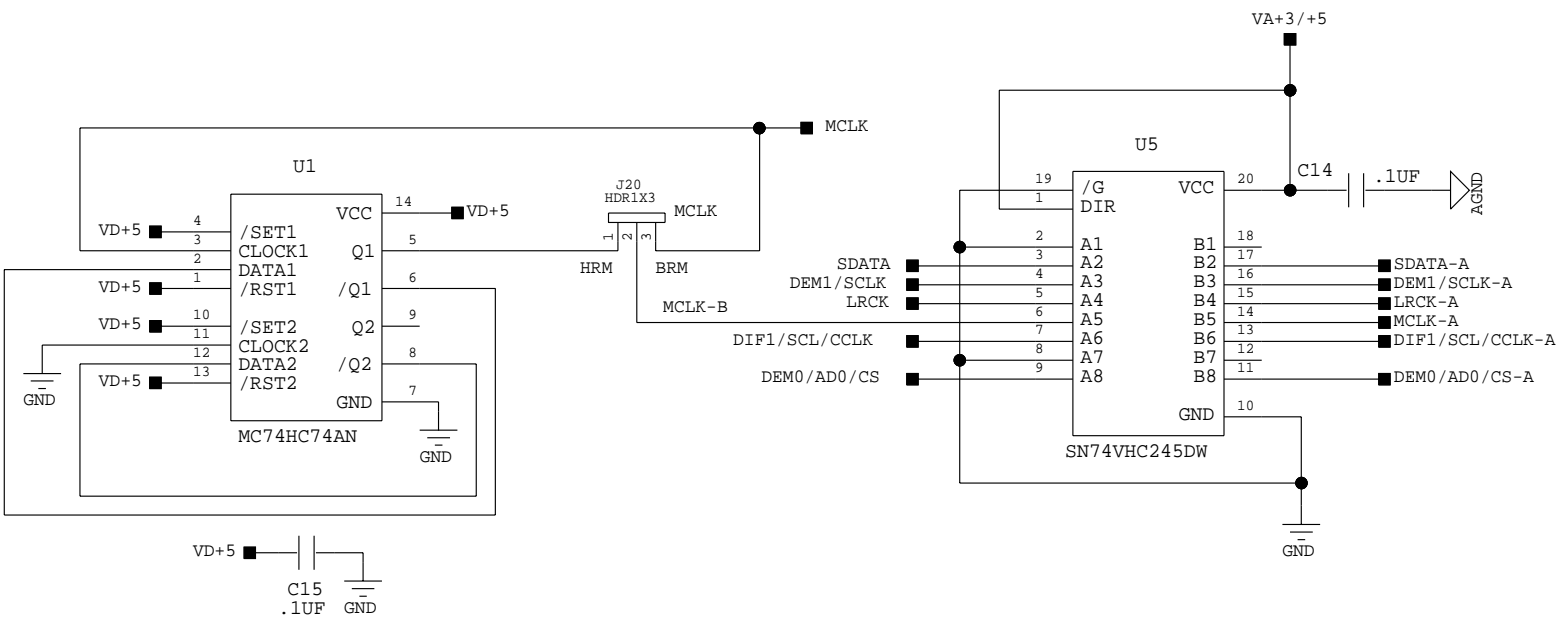 VA+3/+5
MCLK
U1
U5
J20
HDR1X3
MCLK
1
2
3
HRM
BRM
MCLK-B
VD+5
4
/SET1
3
CLOCK1
2
DATA1
VD+5
1
/RST1
VD+5
10
/SET2
11
CLOCK2
12
DATA2
VD+5
13
/RST2
GND
VCC
14
VD+5
Q1
5
/Q1
6
Q2
9
/Q2
8
GND
7
GND
MC74HC74AN
VD+5
C15
.1UF
GND
19
/G
1
DIR
2
A1
SDATA
3
A2
DEM1/SCLK
4
A3
LRCK
5
A4
6
A5
DIF1/SCL/CCLK
7
A6
8
A7
DEM0/AD0/CS
9
A8
VCC
20
C14
.1UF
AGND
B1
18
B2
17
SDATA-A
B3
16
DEM1/SCLK-A
B4
15
LRCK-A
B5
14
MCLK-A
B6
13
DIF1/SCL/CCLK-A
B7
12
B8
11
DEM0/AD0/CS-A
GND
10
SN74VHC245DW
GND